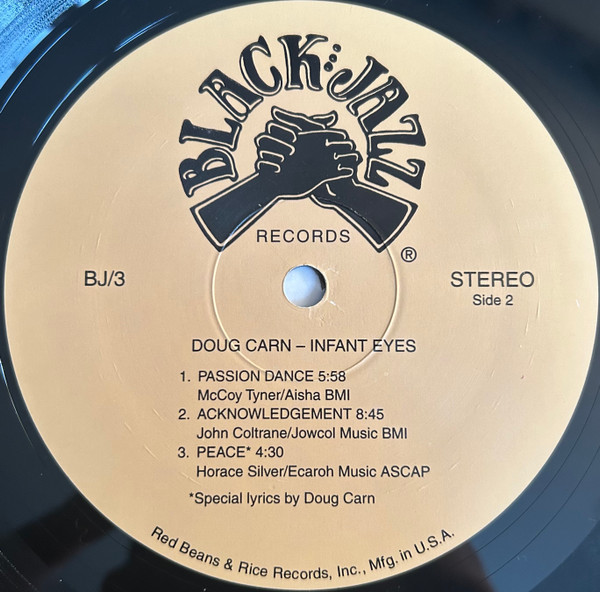 BLACK JAZZ
RECORDS
®
BJ/3
STEREO
Side 2
DOUG CARN – INFANT EYES
1. PASSION DANCE 5:58
McCoy Tyner/Aisha BMI
2. ACKNOWLEDGEMENT 8:45
John Coltrane/Jowcol Music BMI
3. PEACE* 4:30
Horace Silver/Ecaroh Music ASCAP
*Special lyrics by Doug Carn
Red Beans & Rice Records, Inc., Mfg. in U.S.A.